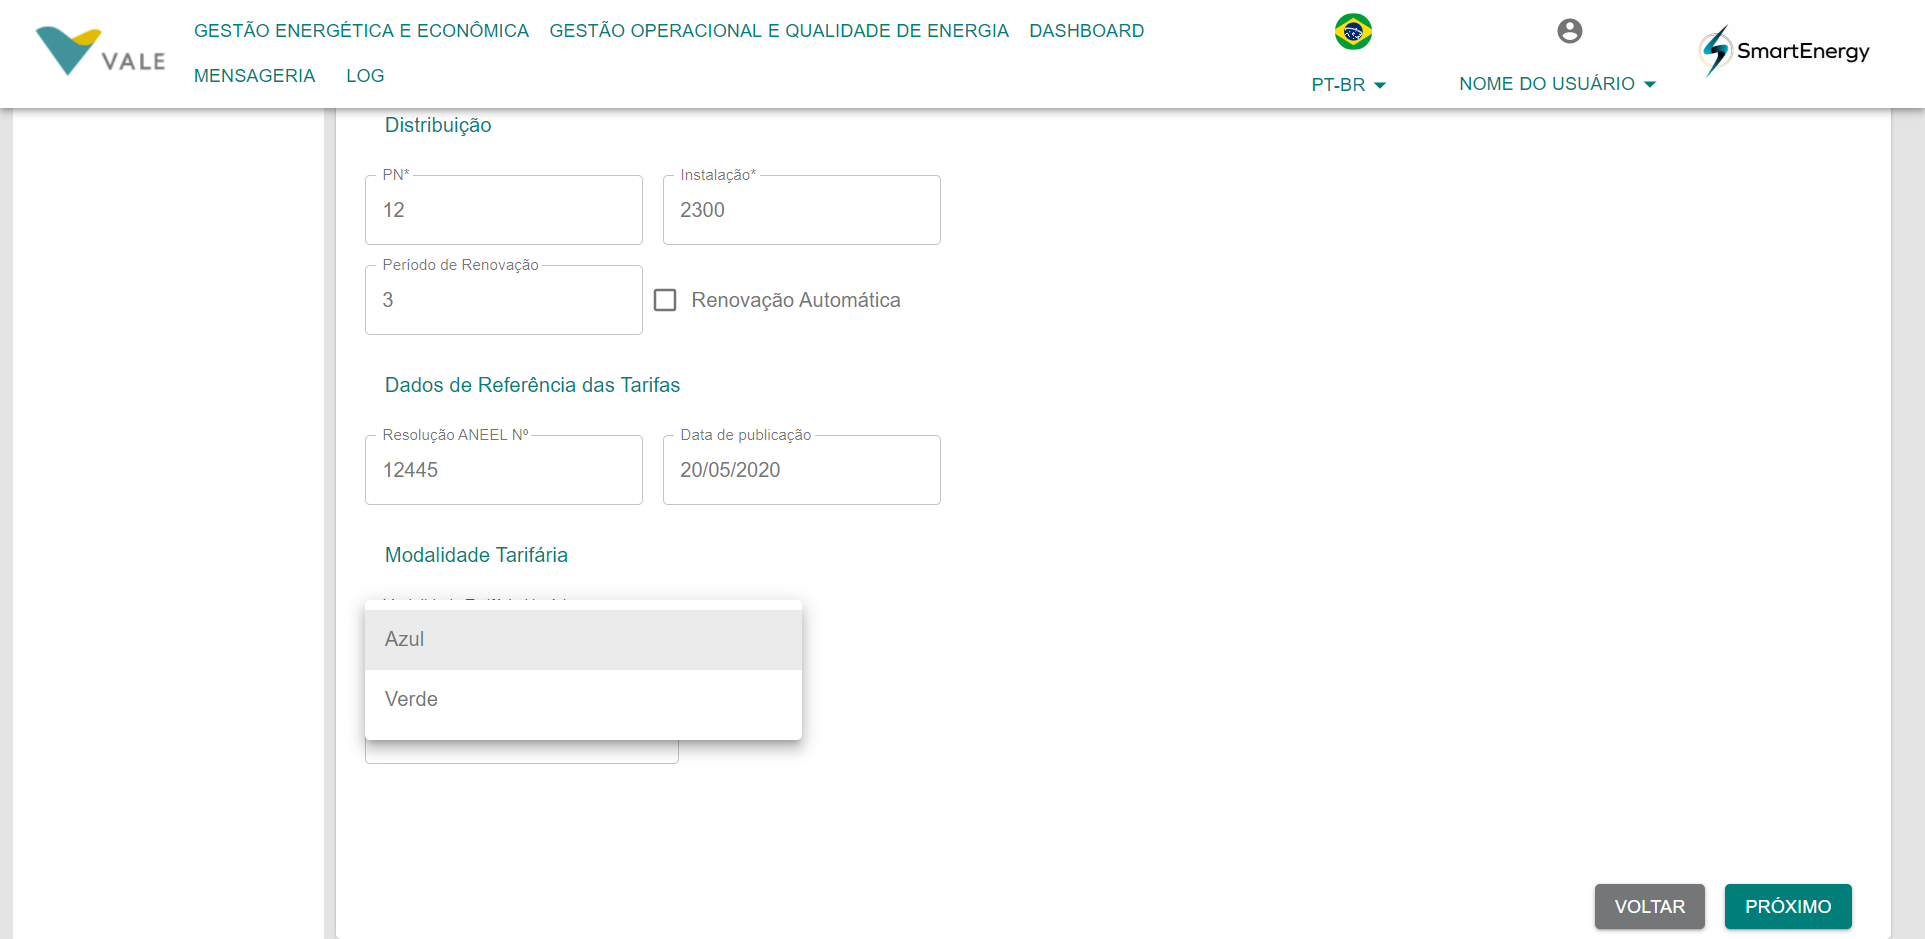 VALE
GESTÃO ENERGÉTICA E ECONÔMICA GESTÃO OPERACIONAL E QUALIDADE DE ENERGIA DASHBOARD
MENSAGERIA LOG
PT-BR
NOME DO USUÁRIO
SmartEnergy
Distribuição
PN* Instalação*
12 2300
Período de Renovação
3 Renovação Automática
Dados de Referência das Tarifas
Resolução ANEEL Nº Data de publicação
12445 20/05/2020
Modalidade Tarifária
Azul
Verde
VOLTAR PRÓXIMO